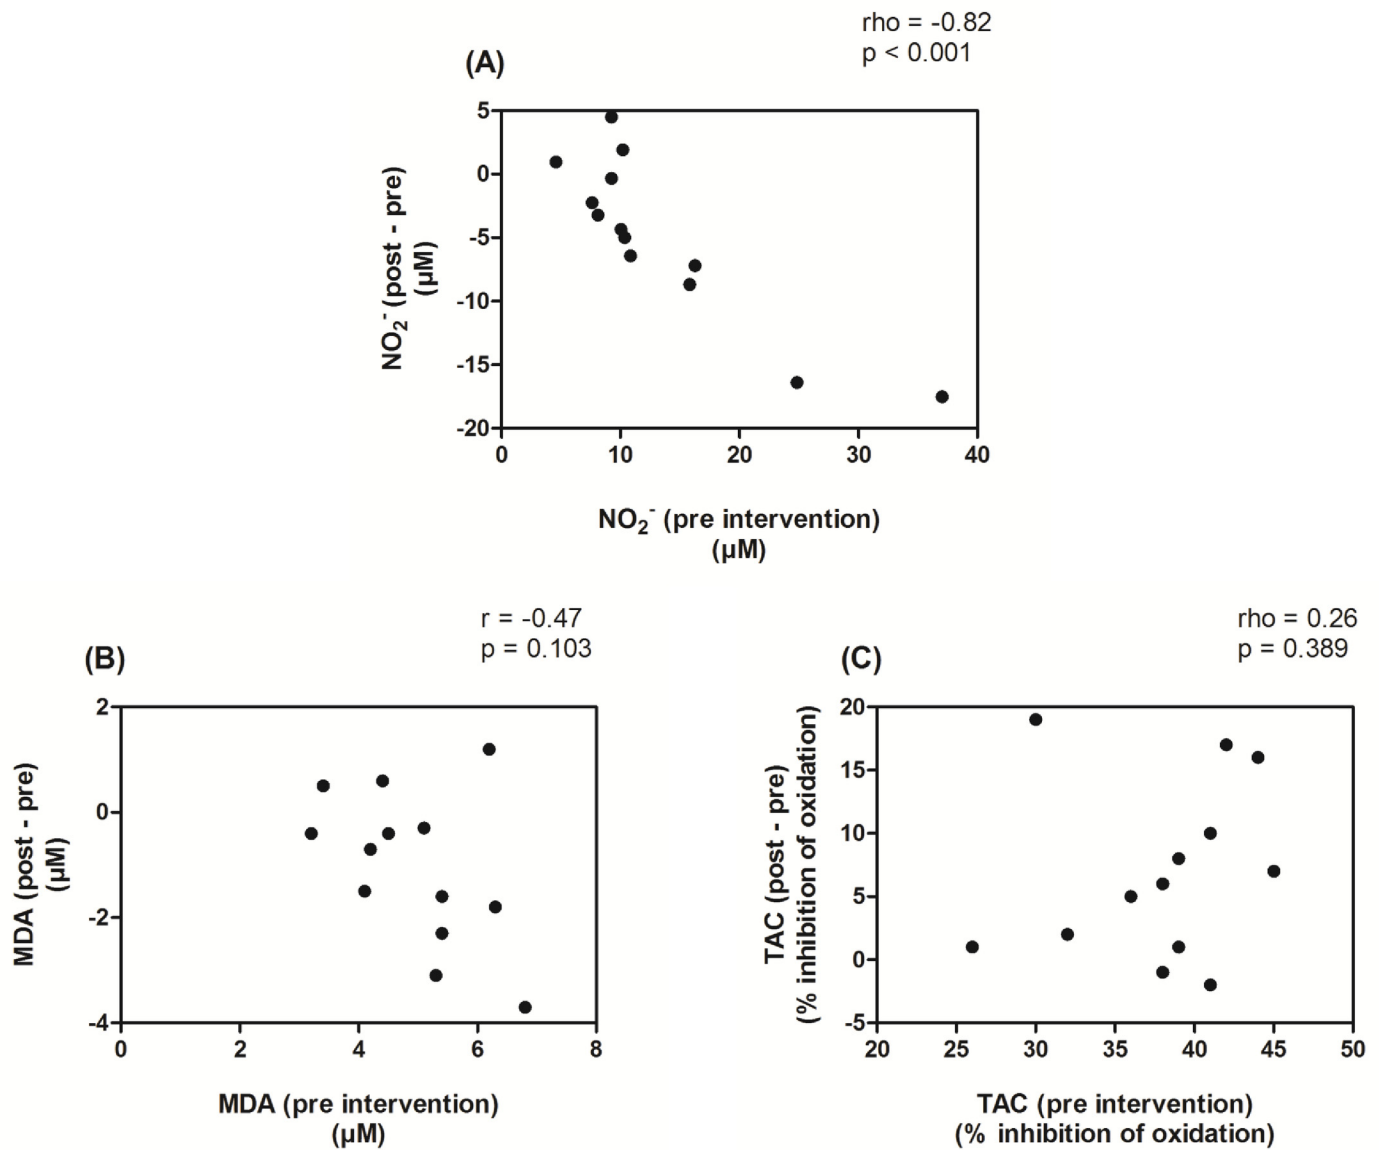 rho = -0.82
p < 0.001
(A)
NO₂⁻ (post - pre)
(µM)
5
0
-5
-10
-15
-20
0 10 20 30 40
NO₂⁻ (pre intervention)
(µM)
r = -0.47
p = 0.103
(B)
MDA (post - pre)
(µM)
2
0
-2
-4
0 2 4 6 8
MDA (pre intervention)
(µM)
rho = 0.26
p = 0.389
(C)
TAC (post - pre)
(% inhibition of oxidation)
20
15
10
5
0
-5
20 25 30 35 40 45 50
TAC (pre intervention)
(% inhibition of oxidation)